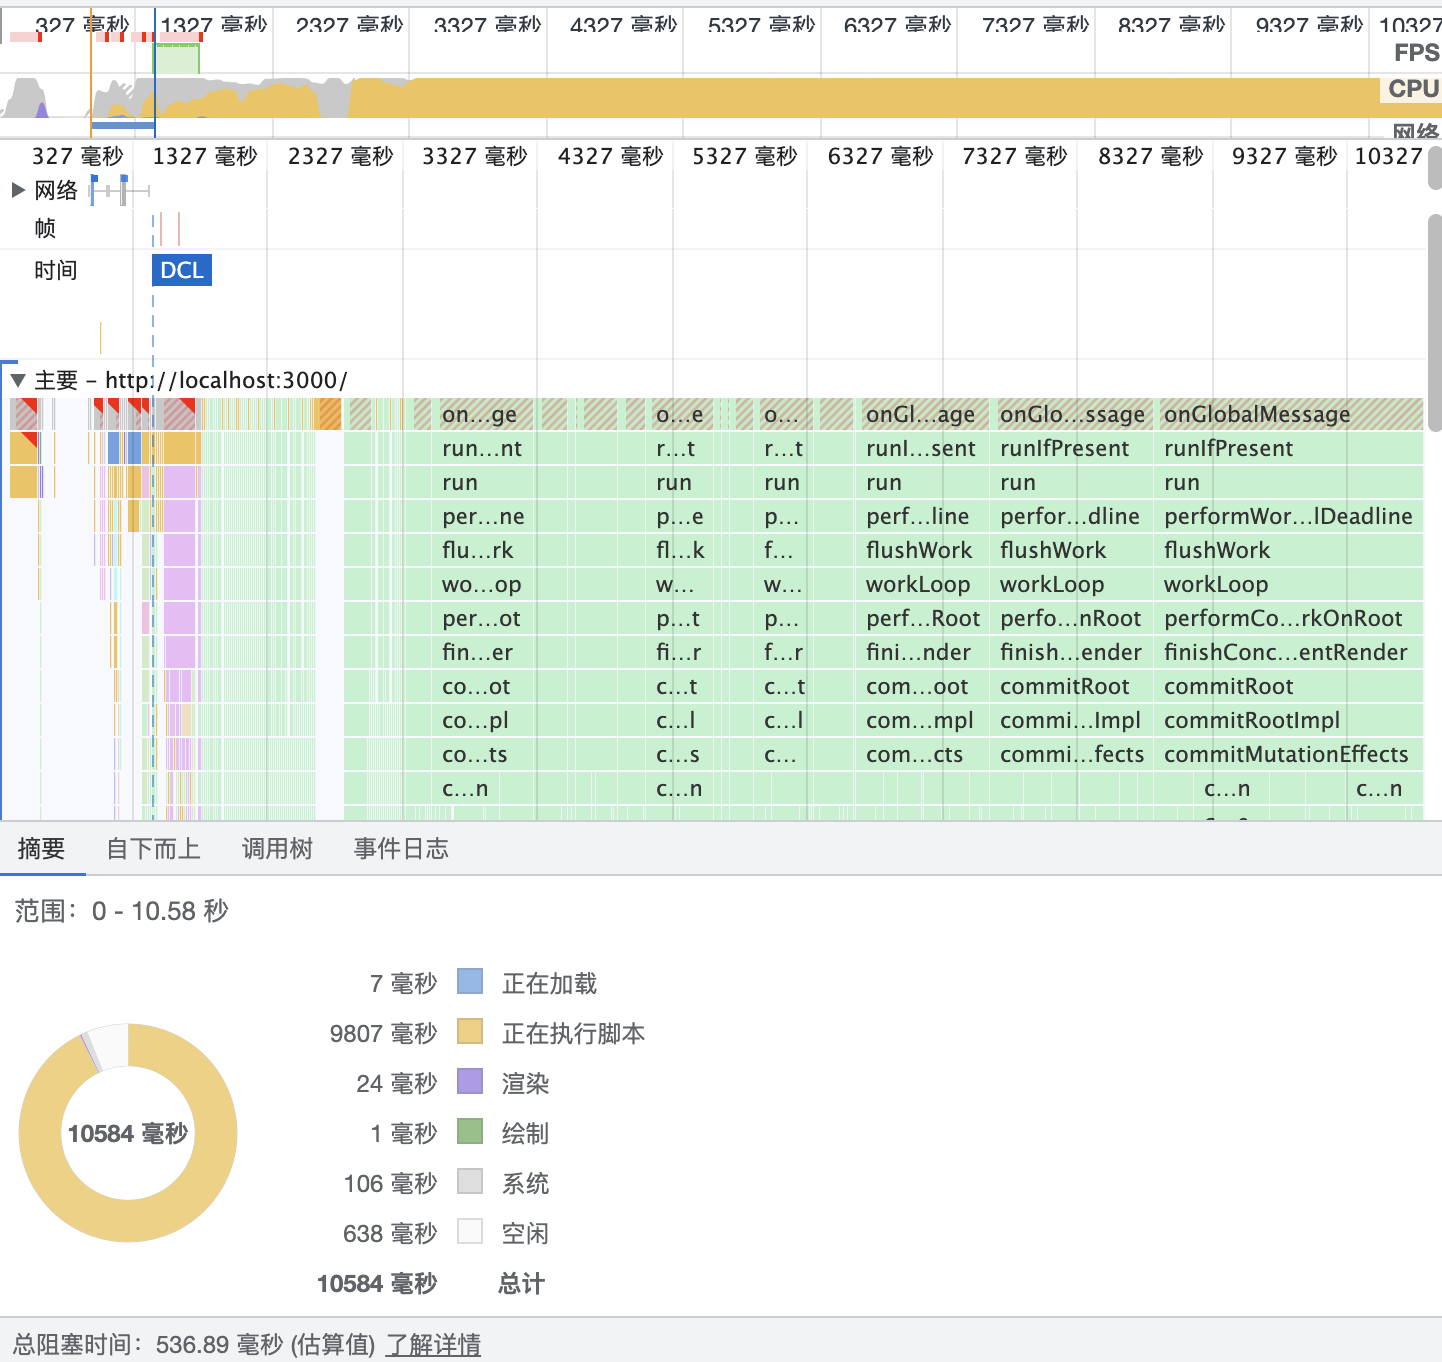 327 毫秒 1327 毫秒 2327 毫秒 3327 毫秒 4327 毫秒 5327 毫秒 6327 毫秒 7327 毫秒 8327 毫秒 9327 毫秒 10327
FPS
CPU
网络
327 毫秒 1327 毫秒 2327 毫秒 3327 毫秒 4327 毫秒 5327 毫秒 6327 毫秒 7327 毫秒 8327 毫秒 9327 毫秒 10327
网络
帧
时间 DCL
主要 – http://localhost:3000/
on…ge o…e o… onGl…age onGlo…ssage onGlobalMessage
run…nt r…t r…t runI…sent runIfPresent runIfPresent
run run run run run run
per…ne p…e p… perf…line perfor…dline performWor…lDeadline
flu…rk fl…k f… flushWork flushWork flushWork
wo…op w… w… workLoop workLoop workLoop
per…ot p…t p… perf…Root perfo…nRoot performCo…rkOnRoot
fin…er fi…r f…r fini…nder finish…ender finishConc…entRender
co…ot c…t c…t com…oot commitRoot commitRoot
co…pl c…l c…l com…mpl commi…Impl commitRootImpl
co…ts c…s c… com…cts commi…fects commitMutationEffects
c…n c…n c…n c…n
摘要 自下而上 调用树 事件日志
范围：0 - 10.58 秒
7 毫秒 正在加载
9807 毫秒 正在执行脚本
24 毫秒 渲染
10584 毫秒
1 毫秒 绘制
106 毫秒 系统
638 毫秒 空闲
10584 毫秒 总计
总阻塞时间：536.89 毫秒 (估算值) 了解详情